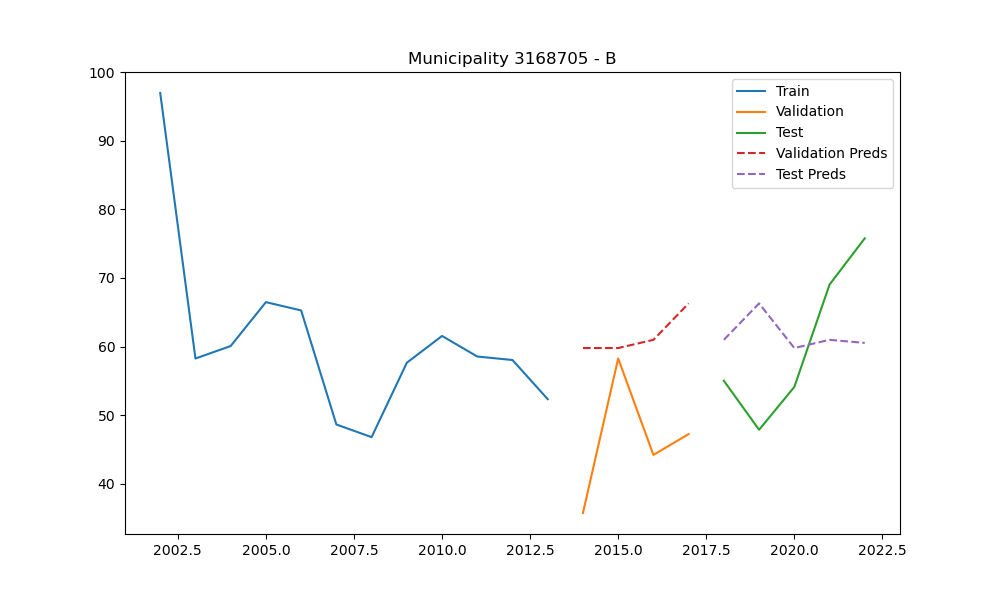 Municipality 3168705 - B
100
90
80
70
60
50
40
Train
Validation
Test
Validation Preds
Test Preds
2002.5 2005.0 2007.5 2010.0 2012.5 2015.0 2017.5 2020.0 2022.5